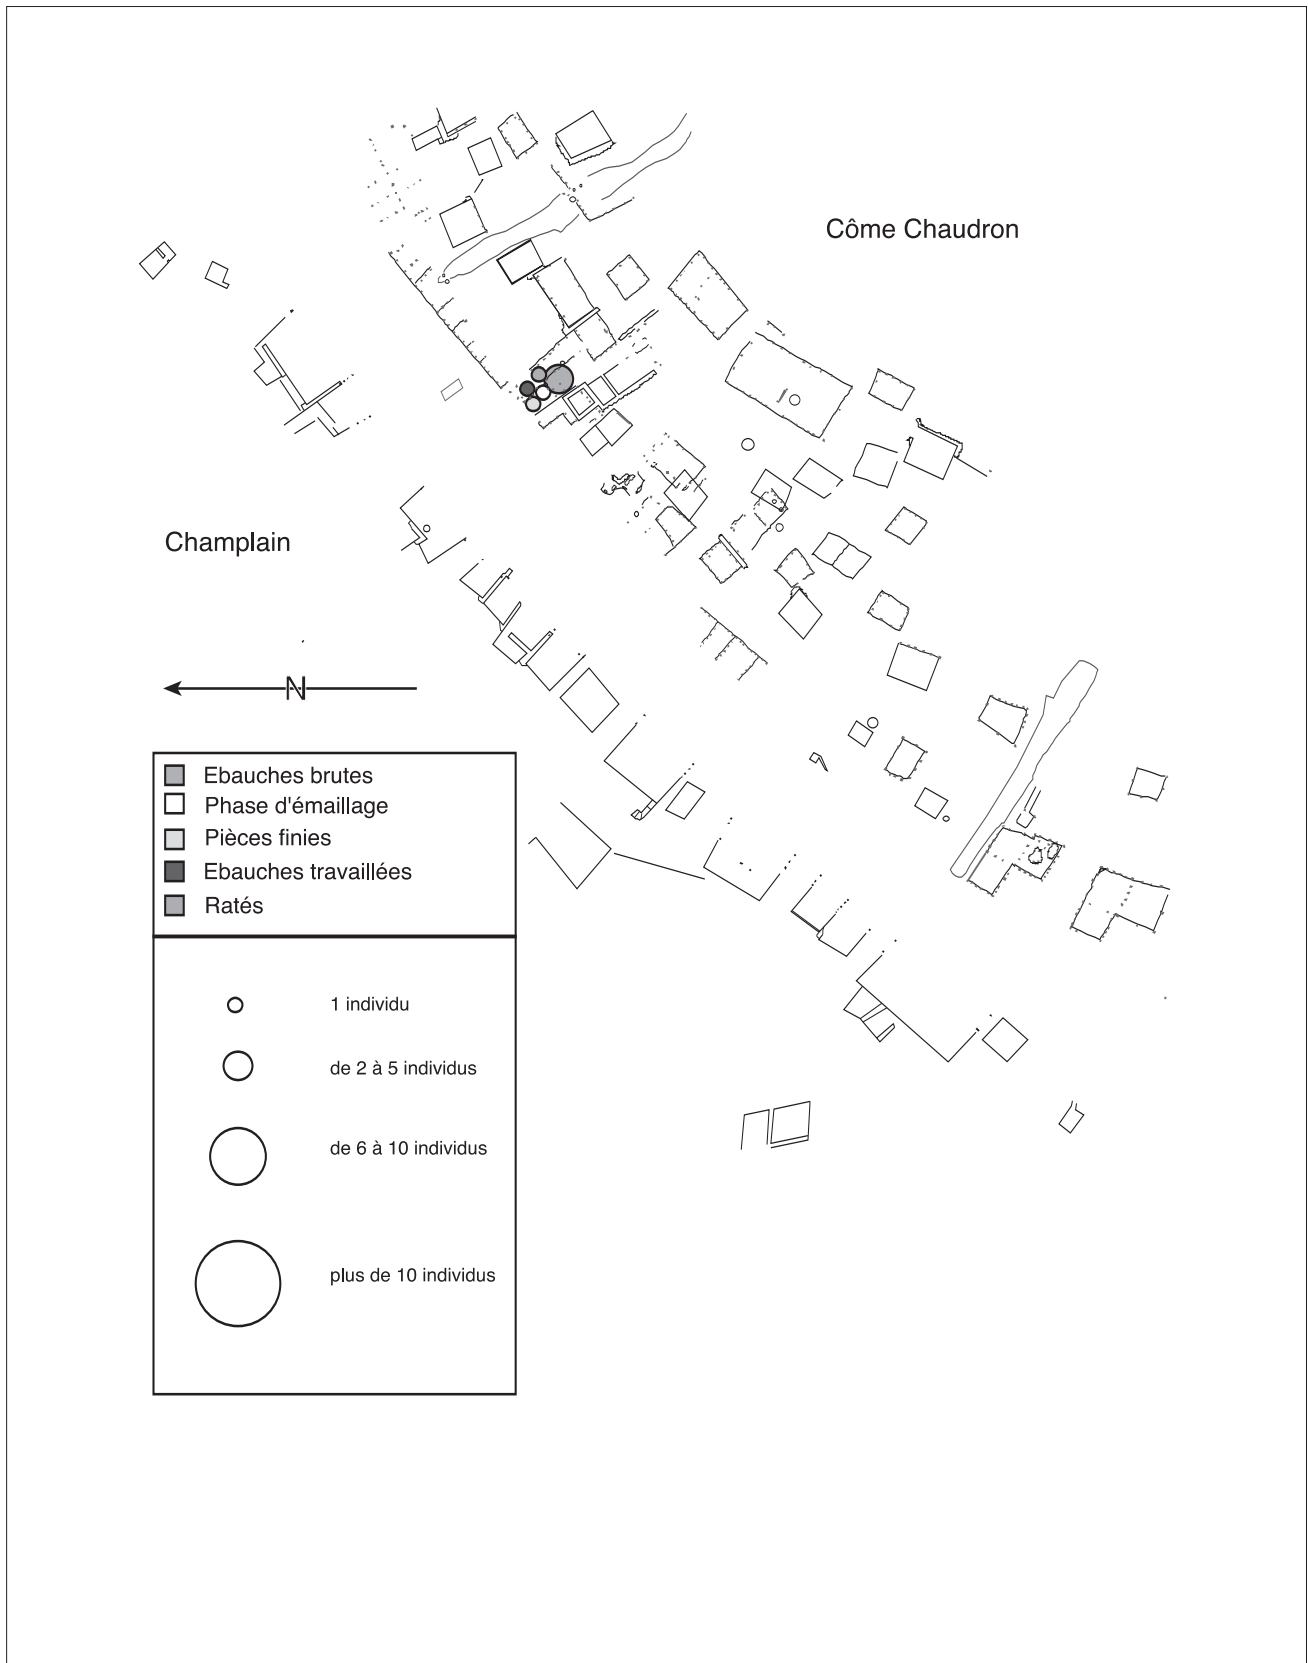 Côme Chaudron
Champlain
N
Ebauches brutes
Phase d'émaillage
Pièces finies
Ebauches travaillées
Ratés
1 individu
de 2 à 5 individus
de 6 à 10 individus
plus de 10 individus